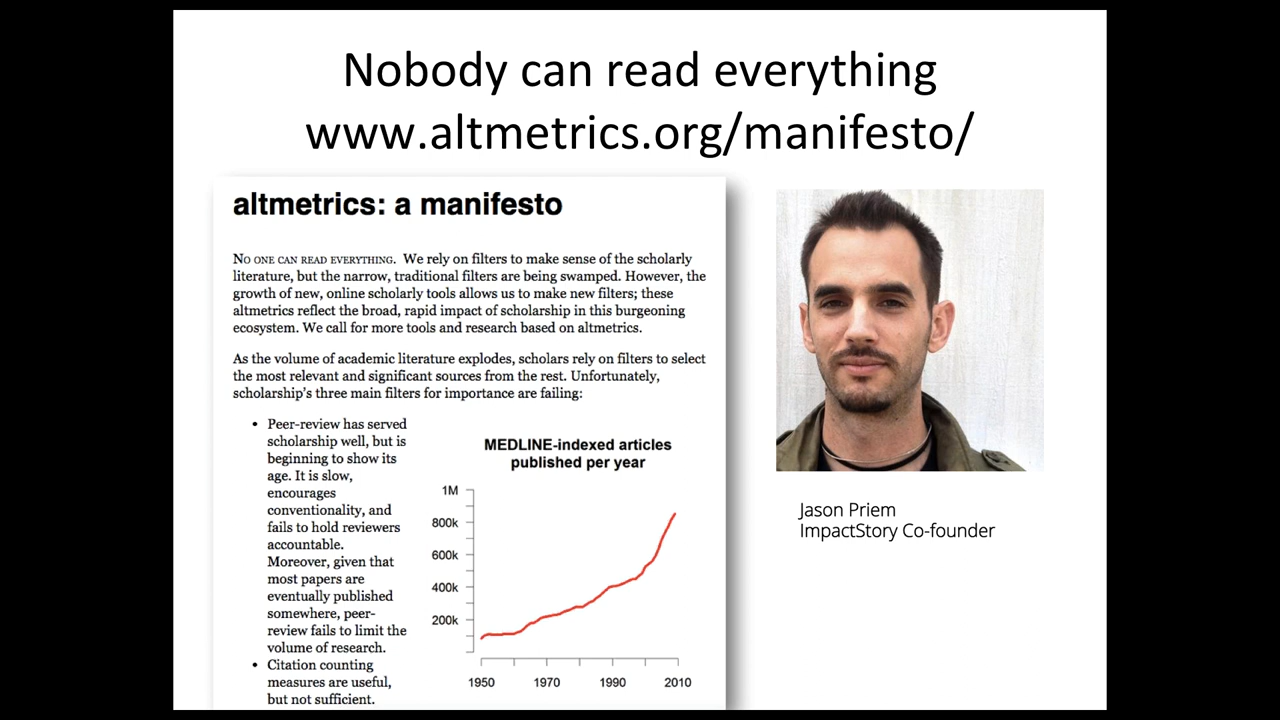 Nobody can read everything
www.altmetrics.org/manifesto/
altmetrics: a manifesto
No one can read everything. We rely on filters to make sense of the scholarly
literature, but the narrow, traditional filters are being swamped. However, the
growth of new, online scholarly tools allows us to make new filters; these
altmetrics reflect the broad, rapid impact of scholarship in this burgeoning
ecosystem. We call for more tools and research based on altmetrics.
As the volume of academic literature explodes, scholars rely on filters to select
the most relevant and significant sources from the rest. Unfortunately,
scholarship's three main filters for importance are failing:
• Peer-review has served
scholarship well, but is
beginning to show its
age. It is slow,
encourages
conventionality, and
fails to hold reviewers
accountable.
Moreover, given that
most papers are
eventually published
somewhere, peer-
review fails to limit the
volume of research.
• Citation counting
measures are useful,
but not sufficient.
MEDLINE-indexed articles
published per year
1M
800k
600k
400k
200k
1950 1970 1990 2010
Jason Priem
ImpactStory Co-founder